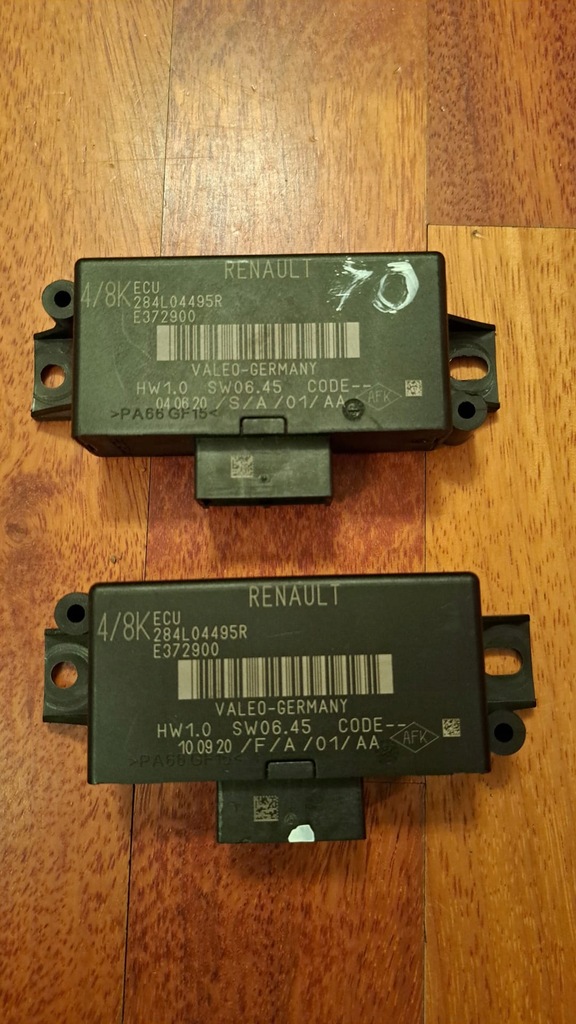 RENAULT
70
4/8K ECU
284L04495R
E372900
VALEO-GERMANY
HW1.0 SW06.45 CODE--
04 06 20 /S/A/01/AA AFK
>PA66 GF15<
RENAULT
4/8K ECU
284L04495R
E372900
VALEO-GERMANY
HW1.0 SW06.45 CODE--
10 09 20 /F/A/01/AA AFK
>PA66 GF15<